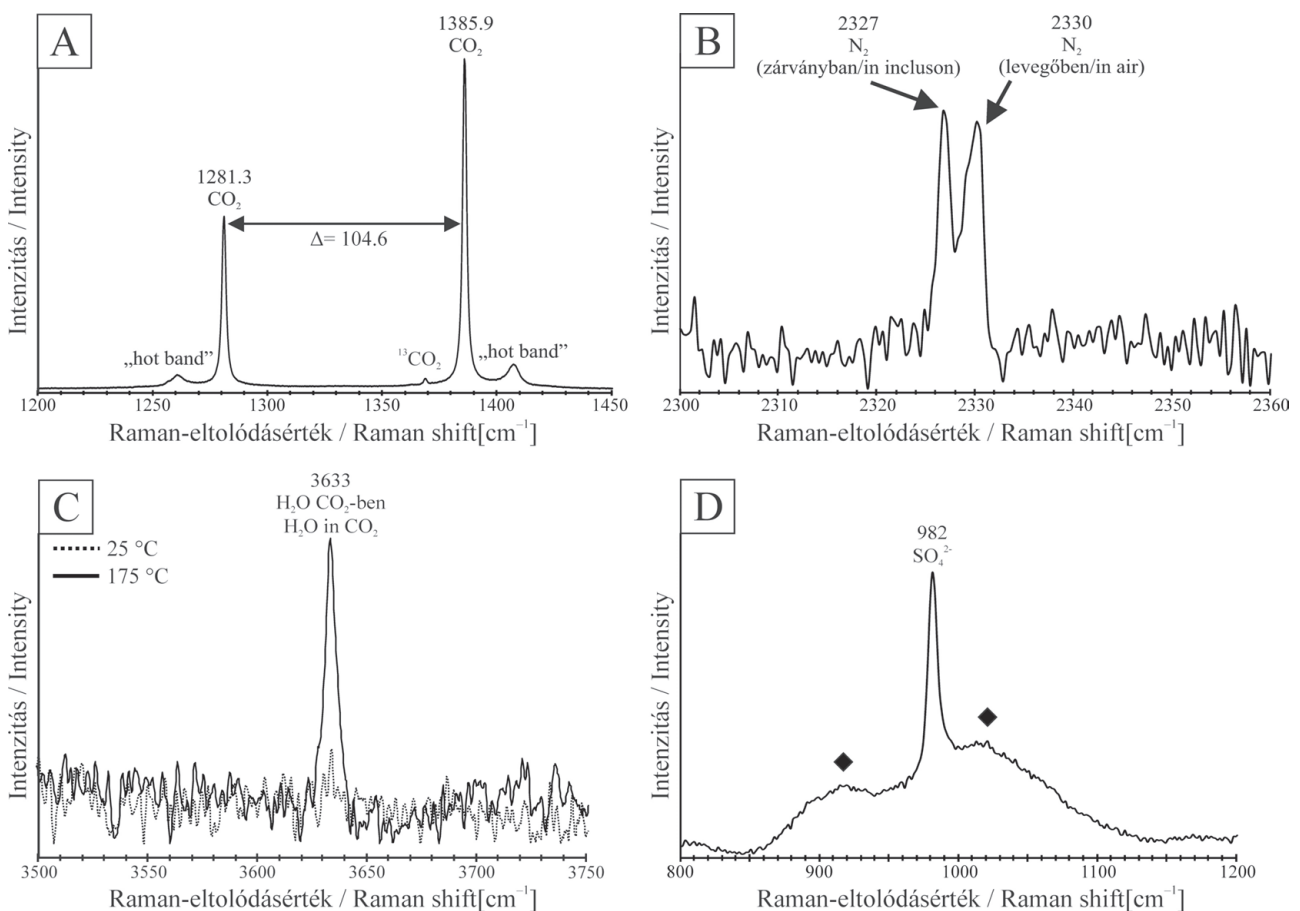 A
1385.9
CO₂
1281.3
CO₂
Δ= 104.6
„hot band”
¹³CO₂
„hot band”
1200 1250 1300 1350 1400 1450
Raman-eltolódásérték / Raman shift[cm⁻¹]
Intenzitás / Intensity
B
2327
N₂
(zárványban/in incluson)
2330
N₂
(levegőben/in air)
2300 2310 2320 2330 2340 2350 2360
Raman-eltolódásérték / Raman shift[cm⁻¹]
Intenzitás / Intensity
C
3633
H₂O CO₂-ben
H₂O in CO₂
25 °C
175 °C
3500 3550 3600 3650 3700 3750
Raman-eltolódásérték / Raman shift[cm⁻¹]
Intenzitás / Intensity
D
982
SO₄²⁻
800 900 1000 1100 1200
Raman-eltolódásérték / Raman shift[cm⁻¹]
Intenzitás / Intensity